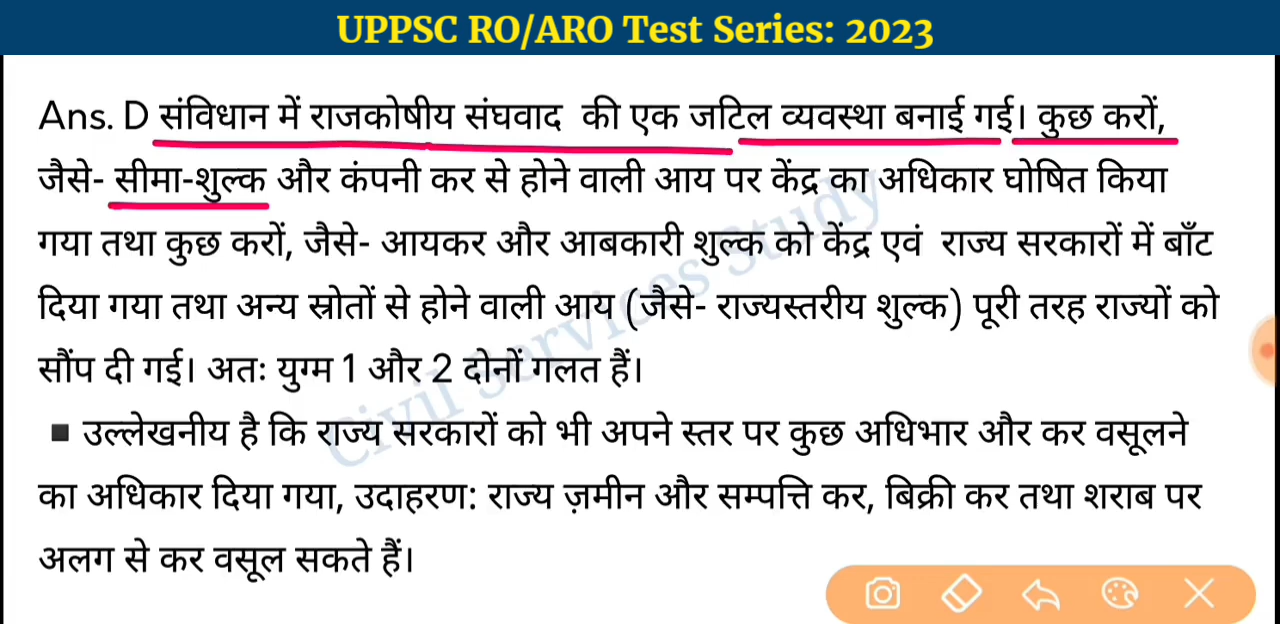 UPPSC RO/ARO Test Series: 2023
Ans. D संविधान में राजकोषीय संघवाद की एक जटिल व्यवस्था बनाई गई। कुछ करों,
जैसे- सीमा-शुल्क और कंपनी कर से होने वाली आय पर केंद्र का अधिकार घोषित किया
गया तथा कुछ करों, जैसे- आयकर और आबकारी शुल्क को केंद्र एवं राज्य सरकारों में बाँट
दिया गया तथा अन्य स्रोतों से होने वाली आय (जैसे- राज्यस्तरीय शुल्क) पूरी तरह राज्यों को
सौंप दी गई। अतः युग्म 1 और 2 दोनों गलत हैं।
▪ उल्लेखनीय है कि राज्य सरकारों को भी अपने स्तर पर कुछ अधिभार और कर वसूलने
का अधिकार दिया गया, उदाहरण: राज्य ज़मीन और सम्पत्ति कर, बिक्री कर तथा शराब पर
अलग से कर वसूल सकते हैं।
Civil Services Study